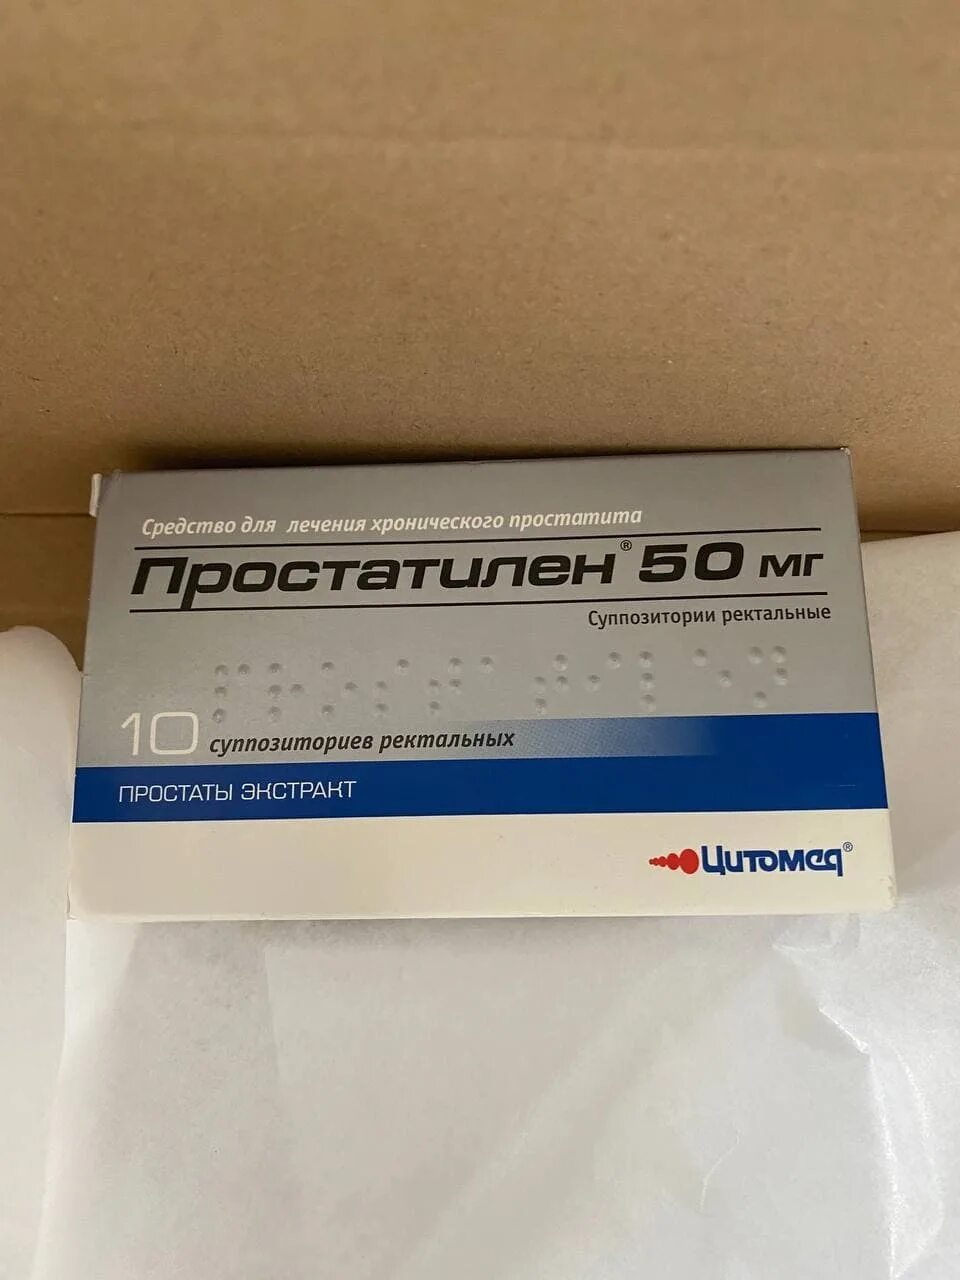 Средство для лечения хронического простатита
Простатилен® 50 мг
Суппозитории ректальные
10 суппозиториев ректальных
ПРОСТАТЫ ЭКСТРАКТ
Цитомед®